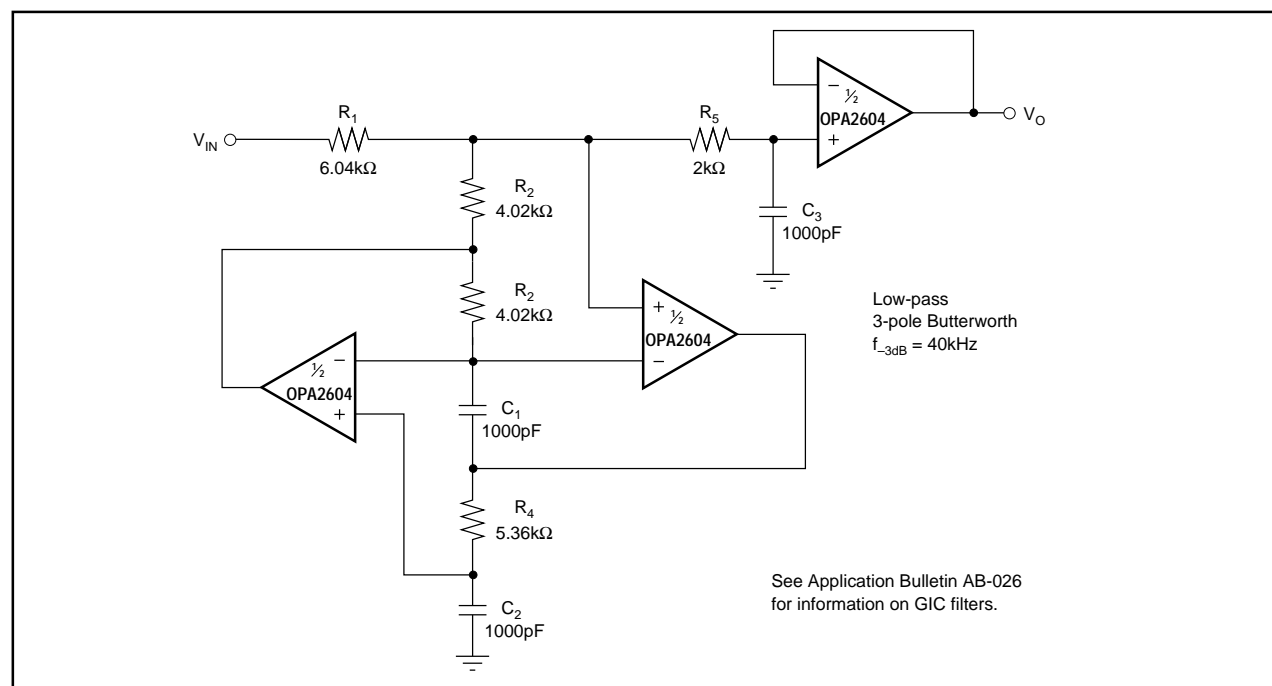 −
½
OPA2604
+
V_O
R₁
V_IN
6.04kΩ
R₅
2kΩ
R₂
4.02kΩ
C₃
1000pF
R₂
4.02kΩ
+
½
OPA2604
−
Low-pass
3-pole Butterworth
f₋₃dB = 40kHz
−
½
OPA2604
+
C₁
1000pF
R₄
5.36kΩ
See Application Bulletin AB-026
for information on GIC filters.
C₂
1000pF